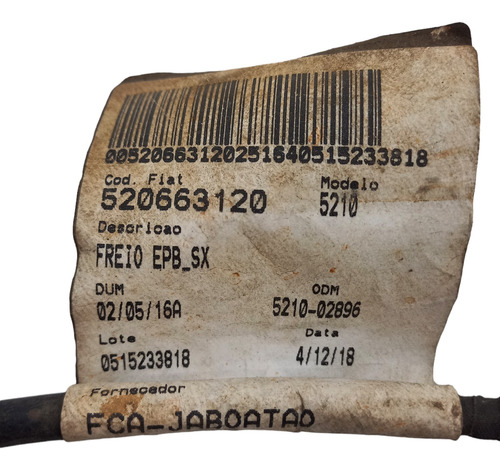 00520663120251640515233818
Cod. Fiat Modelo
520663120 5210
Descricao
FREIO EPB_SX
DUM ODM
02/05/16A 5210-02896
Lote Data
0515233818 4/12/18
Fornecedor
FCA-JABOATAO